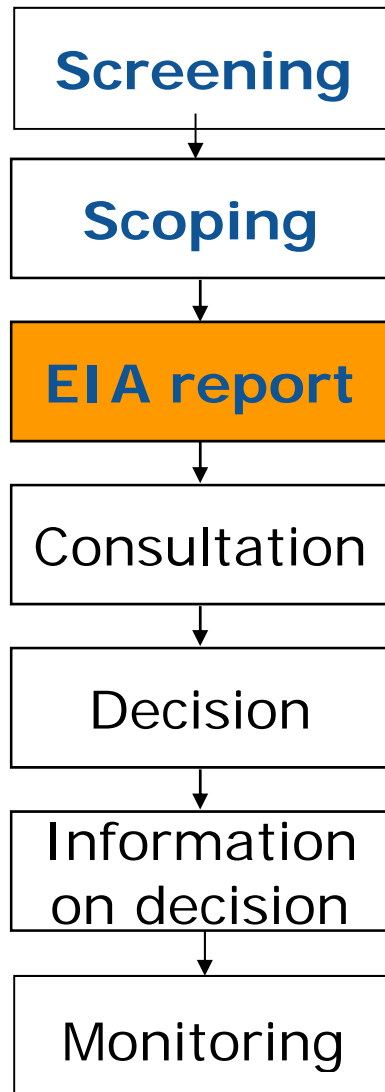 Screening
Scoping
EIA report
Consultation
Decision
Information
on decision
Monitoring